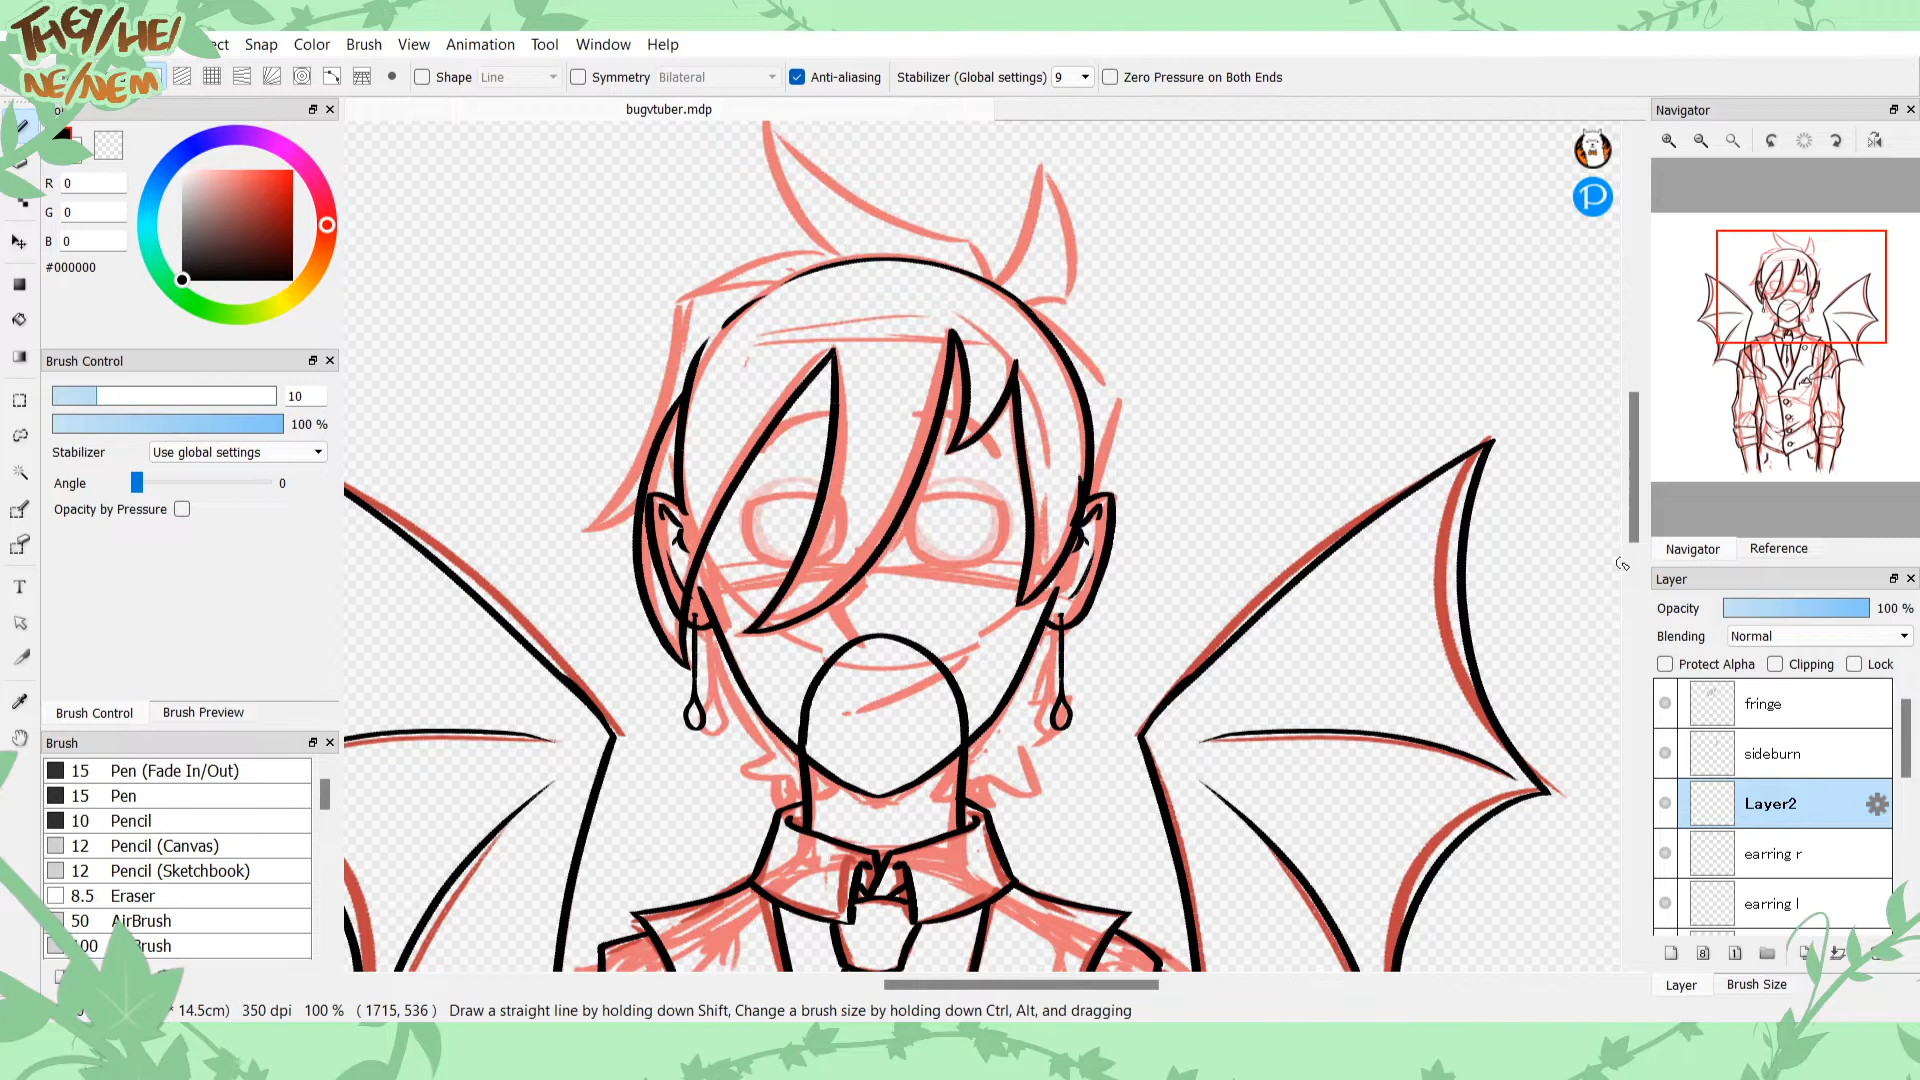 THEY/HE/
NE/NEM
ect Snap Color Brush View Animation Tool Window Help
Shape Line Symmetry Bilateral Anti-aliasing Stabilizer (Global settings) 9 Zero Pressure on Both Ends
bugvtuber.mdp
Navigator
R 0
G 0
B 0
#000000
Brush Control
10
100 %
Stabilizer Use global settings
Angle 0
Opacity by Pressure
Brush Control Brush Preview
Brush
15 Pen (Fade In/Out)
15 Pen
10 Pencil
12 Pencil (Canvas)
12 Pencil (Sketchbook)
8.5 Eraser
50 AirBrush
100 Brush
Navigator Reference
Layer
Opacity 100 %
Blending Normal
Protect Alpha Clipping Lock
fringe
sideburn
Layer2
earring r
earring l
8 1
Layer Brush Size
* 14.5cm) 350 dpi 100 % ( 1715, 536 ) Draw a straight line by holding down Shift, Change a brush size by holding down Ctrl, Alt, and dragging